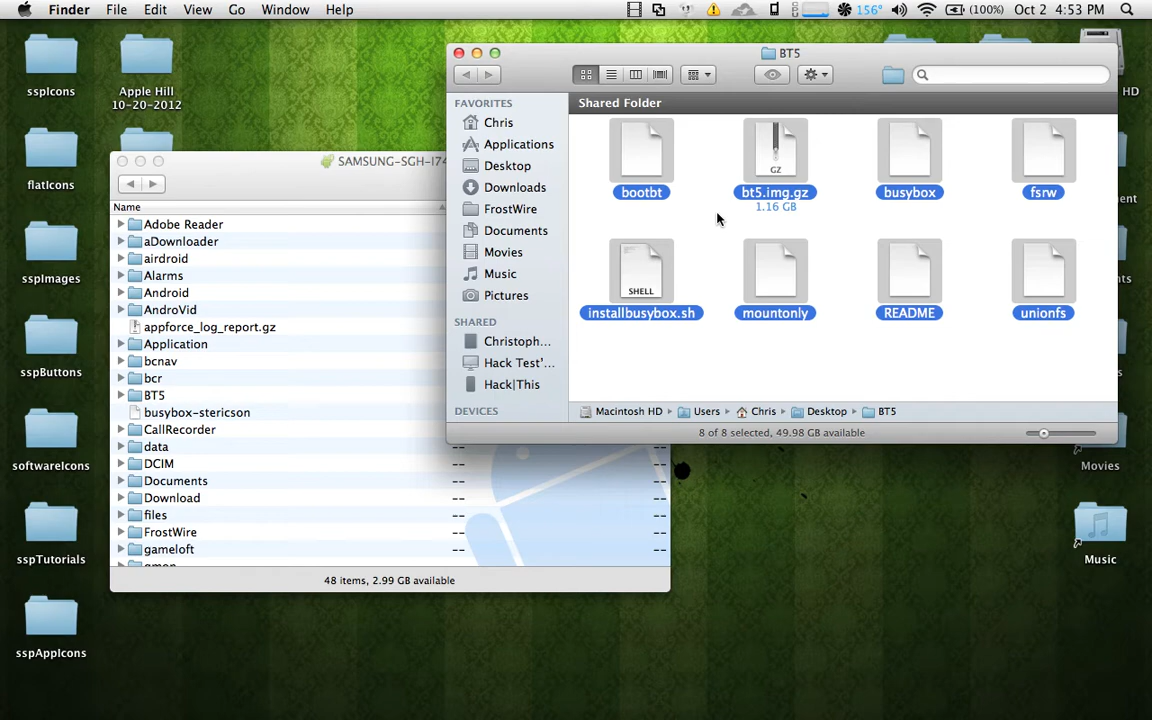 Finder File Edit View Go Window Help 156° (100%) Oct 2 4:53 PM
sspIcons
Apple Hill
10-20-2012
flatIcons
sspImages
sspButtons
softwareIcons
sspTutorials
sspAppIcons
SAMSUNG-SGH-I74
Name
Adobe Reader
aDownloader
airdroid
Alarms
Android
AndroVid
appforce_log_report.gz
Application
bcnav
bcr
BT5
busybox-stericson
CallRecorder
data
DCIM
Documents
Download
files
FrostWire
gameloft
48 items, 2.99 GB available
BT5
FAVORITES
Chris
Applications
Desktop
Downloads
FrostWire
Documents
Movies
Music
Pictures
SHARED
Christoph...
Hack Test'...
Hack|This
DEVICES
Shared Folder
GZ
bootbt bt5.img.gz busybox fsrw
1.16 GB
SHELL
installbusybox.sh mountonly README unionfs
Macintosh HD Users Chris Desktop BT5
8 of 8 selected, 49.98 GB available
HD
Movies
Music